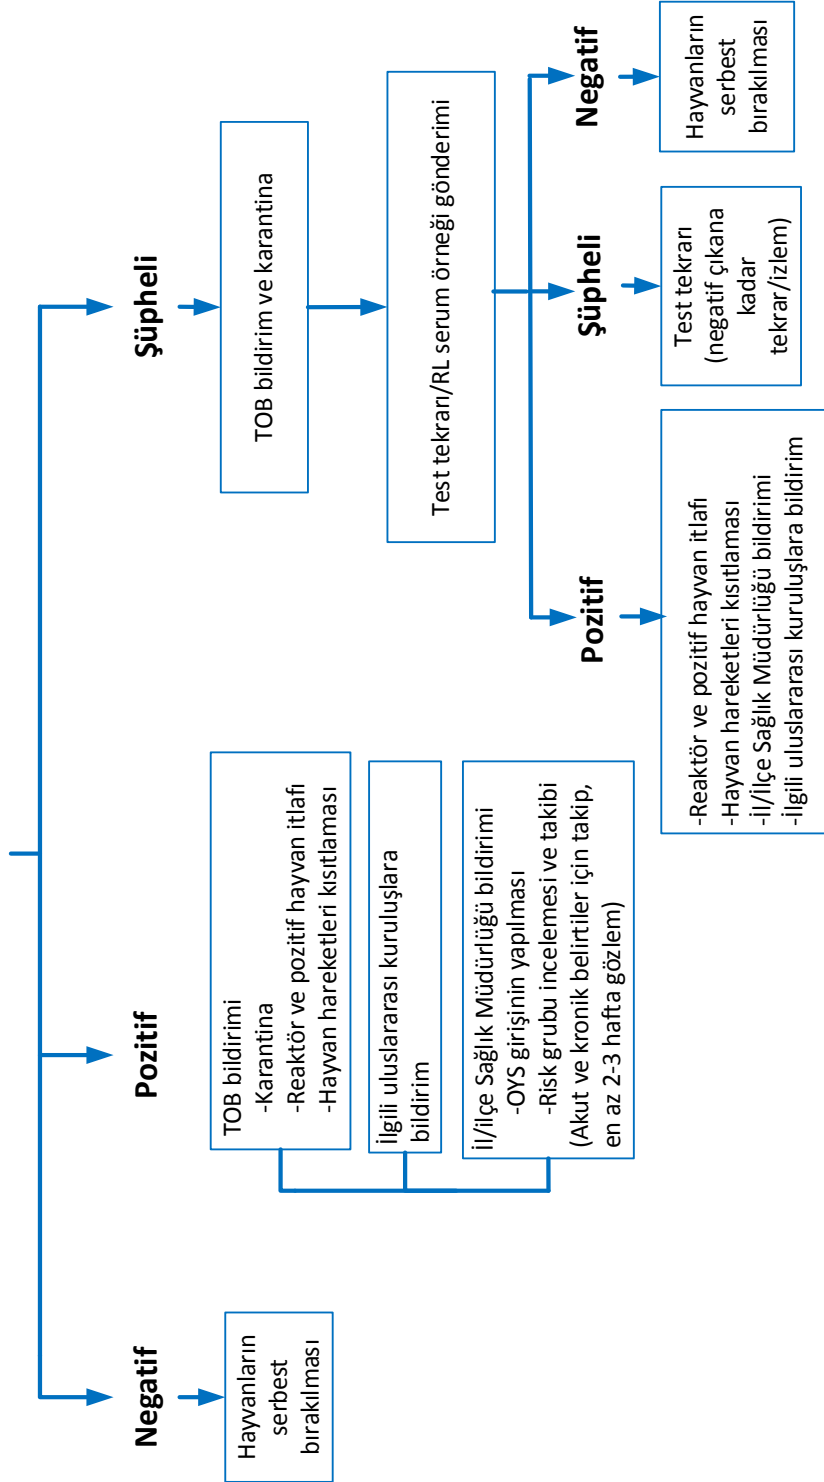 Negatif
Hayvanların
serbest
bırakılması
Pozitif
TOB bildirimi
-Karantina
-Reaktör ve pozitif hayvan itlafı
-Hayvan hareketleri kısıtlaması
İlgili uluslararası kuruluşlara
bildirim
İl/ilçe Sağlık Müdürlüğü bildirimi
-OYS girişinin yapılması
-Risk grubu incelemesi ve takibi
(Akut ve kronik belirtiler için takip,
en az 2-3 hafta gözlem)
Şüpheli
TOB bildirim ve karantina
Test tekrarı/RL serum örneği gönderimi
Pozitif
-Reaktör ve pozitif hayvan itlafı
-Hayvan hareketleri kısıtlaması
-İl/İlçe Sağlık Müdürlüğü bildirimi
-İlgili uluslararası kuruluşlara bildirim
Şüpheli
Test tekrarı
(negatif çıkana
kadar
tekrar/izlem)
Negatif
Hayvanların
serbest
bırakılması